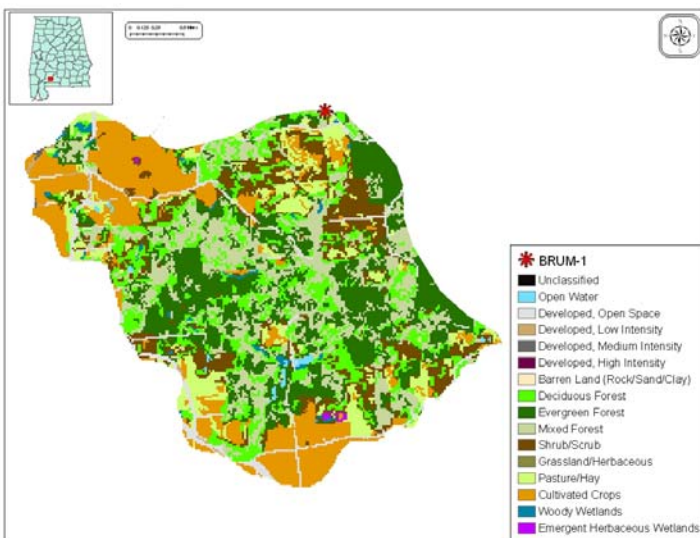 BRUM-1
Unclassified
Open Water
Developed, Open Space
Developed, Low Intensity
Developed, Medium Intensity
Developed, High Intensity
Barren Land (Rock/Sand/Clay)
Deciduous Forest
Evergreen Forest
Mixed Forest
Shrub/Scrub
Grassland/Herbaceous
Pasture/Hay
Cultivated Crops
Woody Wetlands
Emergent Herbaceous Wetlands